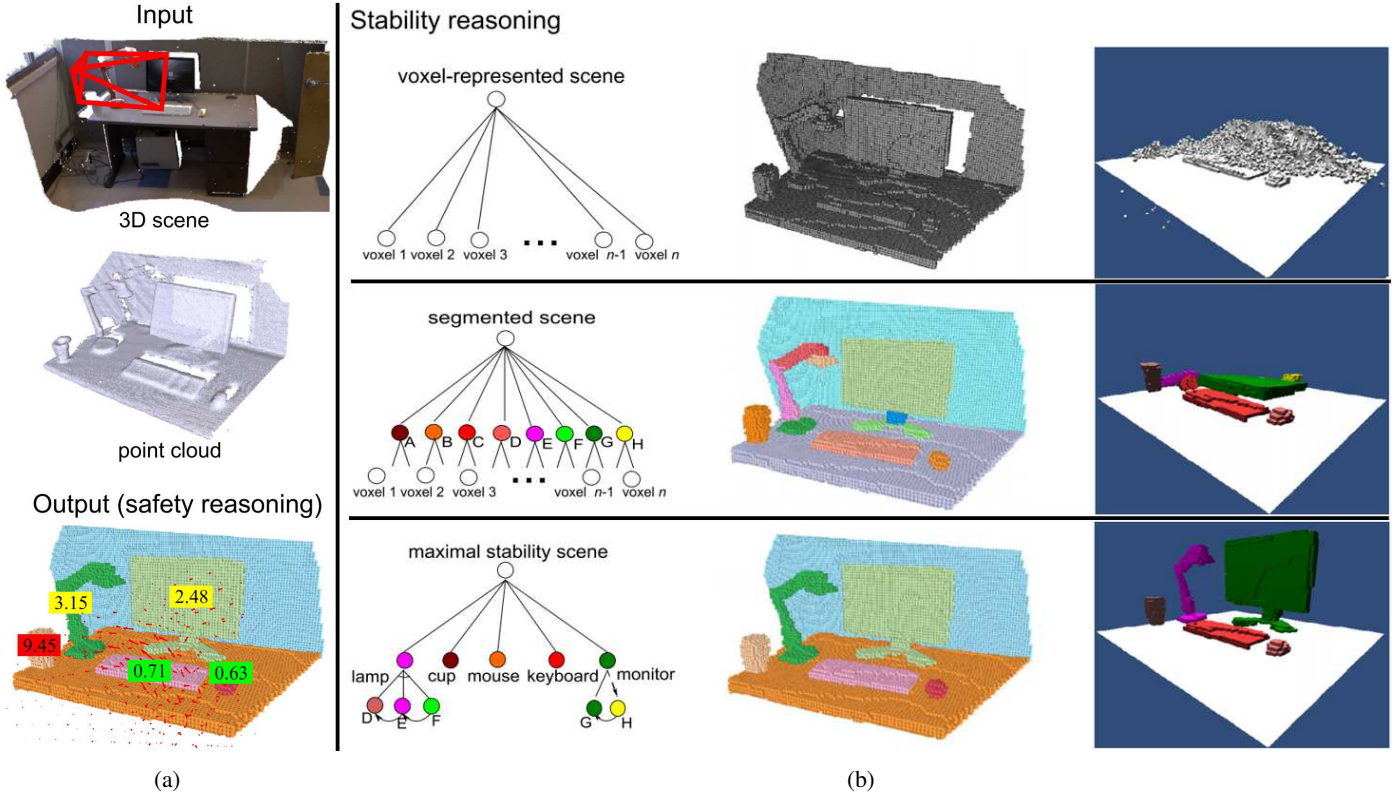 Input
3D scene
point cloud
Output (safety reasoning)
3.15
2.48
9.45
0.71
0.63
(a)
Stability reasoning
voxel-represented scene
voxel 1 voxel 2 voxel 3 ... voxel n-1 voxel n
segmented scene
A B C D E F G H
voxel 1 voxel 2 voxel 3 ... voxel n-1 voxel n
maximal stability scene
lamp cup mouse keyboard monitor
D E F G H
(b)